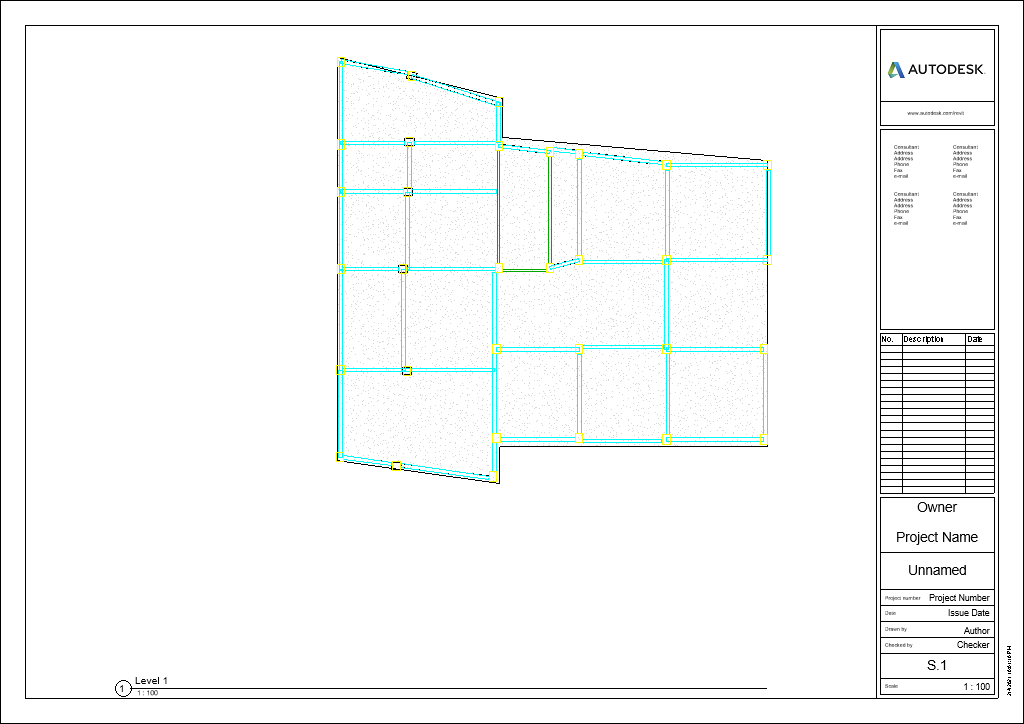 AUTODESK.
www.autodesk.com/revit
Consultant
Address
Address
Phone
Fax
e-mail
Consultant
Address
Address
Phone
Fax
e-mail
Consultant
Address
Address
Phone
Fax
e-mail
Consultant
Address
Address
Phone
Fax
e-mail
No. Description Date
Owner
Project Name
Unnamed
Project number Project Number
Date Issue Date
Drawn by Author
Checked by Checker
S.1
Scale 1 : 100
1 Level 1
1 : 100